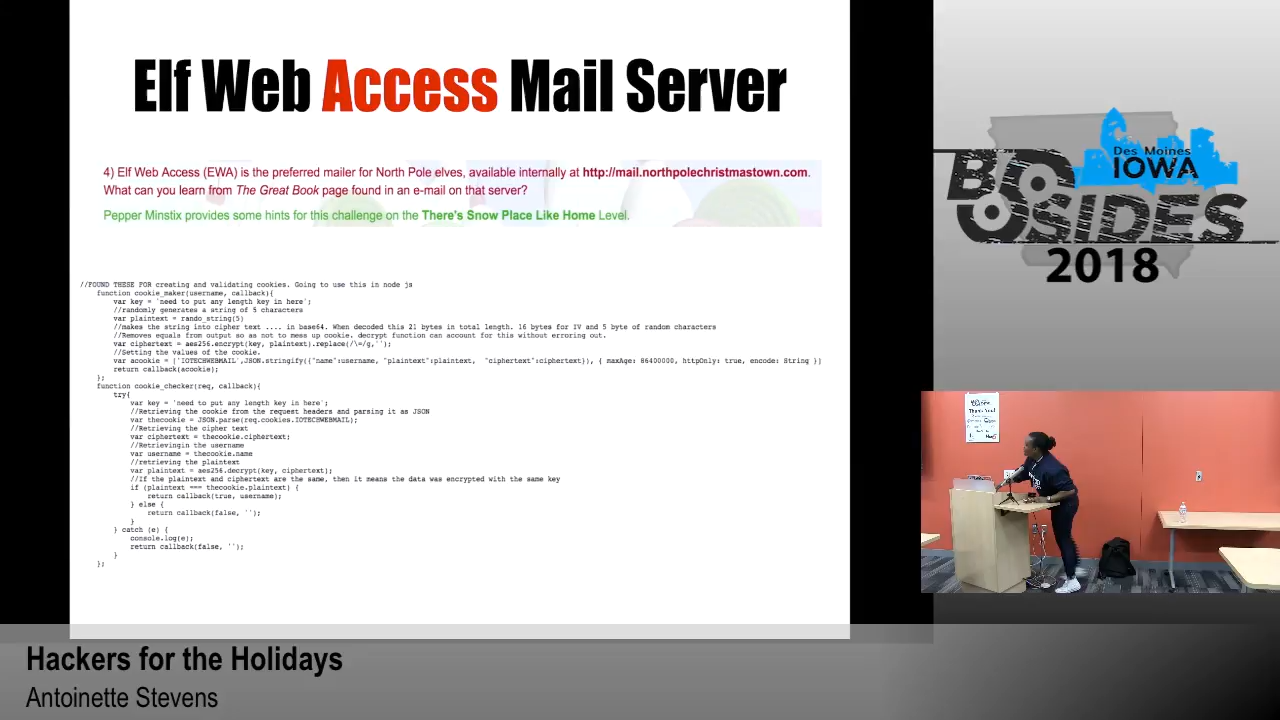 Elf Web Access Mail Server
4) Elf Web Access (EWA) is the preferred mailer for North Pole elves, available internally at http://mail.northpolechristmastown.com.
What can you learn from The Great Book page found in an e-mail on that server?
Pepper Minstix provides some hints for this challenge on the There's Snow Place Like Home Level.
//FOUND THESE FOR creating and validating cookies. Going to use this in node js
function cookie_maker(username, callback){
var key = 'need to put any length key in here';
//randomly generates a string of 5 characters
var plaintext = rando_string(5)
//makes the string into cipher text .... in base64. When decoded this 21 bytes in total length. 16 bytes for IV and 5 byte of random characters
//Removes equals from output so as not to mess up cookie. decrypt function can account for this without erroring out.
var ciphertext = aes256.encrypt(key, plaintext).replace(/\=/g,'');
//Setting the values of the cookie.
var acookie = ['IOTECHWEBMAIL',JSON.stringify({"name":username, "plaintext":plaintext,  "ciphertext":ciphertext}), { maxAge: 86400000, httpOnly: true, encode: String }]
return callback(acookie);
};
function cookie_checker(req, callback){
try{
var key = 'need to put any length key in here';
//Retrieving the cookie from the request headers and parsing it as JSON
var thecookie = JSON.parse(req.cookies.IOTECHWEBMAIL);
//Retrieving the cipher text
var ciphertext = thecookie.ciphertext;
//Retrievingin the username
var username = thecookie.name
//retrieving the plaintext
var plaintext = aes256.decrypt(key, ciphertext);
//If the plaintext and ciphertext are the same, then it means the data was encrypted with the same key
if (plaintext === thecookie.plaintext) {
return callback(true, username);
} else {
return callback(false, '');
}
} catch (e) {
console.log(e);
return callback(false, '');
}
};
Des Moines
IOWA
BSIDES
2018
Thank You!
Hackers for the Holidays
Antoinette Stevens